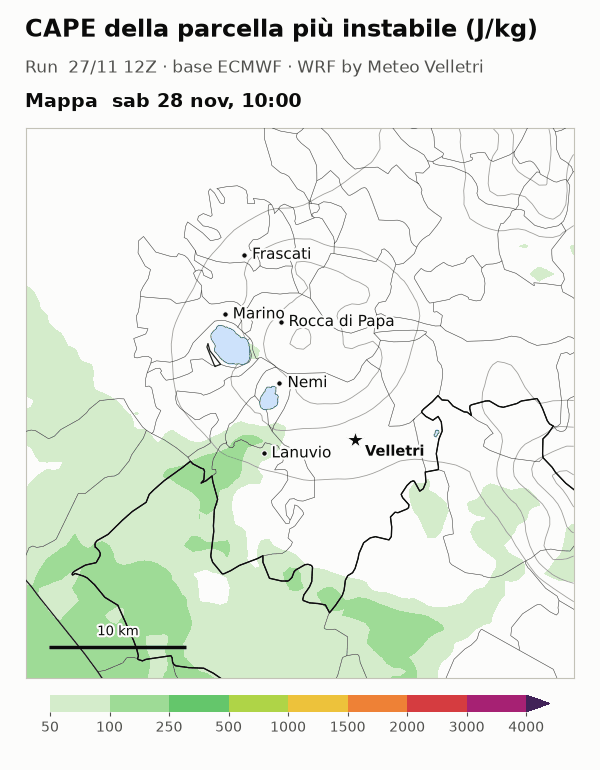 CAPE della parcella più instabile (J/kg)
Run  27/11 12Z · base ECMWF · WRF by Meteo Velletri
Mappa  sab 28 nov, 10:00
Frascati
Marino
Rocca di Papa
Nemi
Velletri
Lanuvio
10 km
50 100 250 500 1000 1500 2000 3000 4000